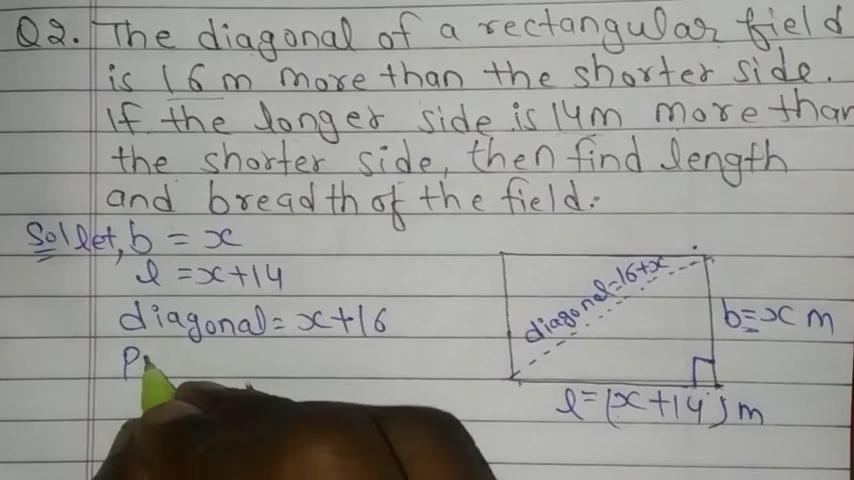 Q2. The diagonal of a rectangular field
is 16 m more than the shorter side.
If the longer side is 14m more than
the shorter side, then find length
and breadth of the field.
Sol let, b = x
l = x+14
diagonal = x+16
P
diagonal=16+x
b=x m
l=(x+14)m